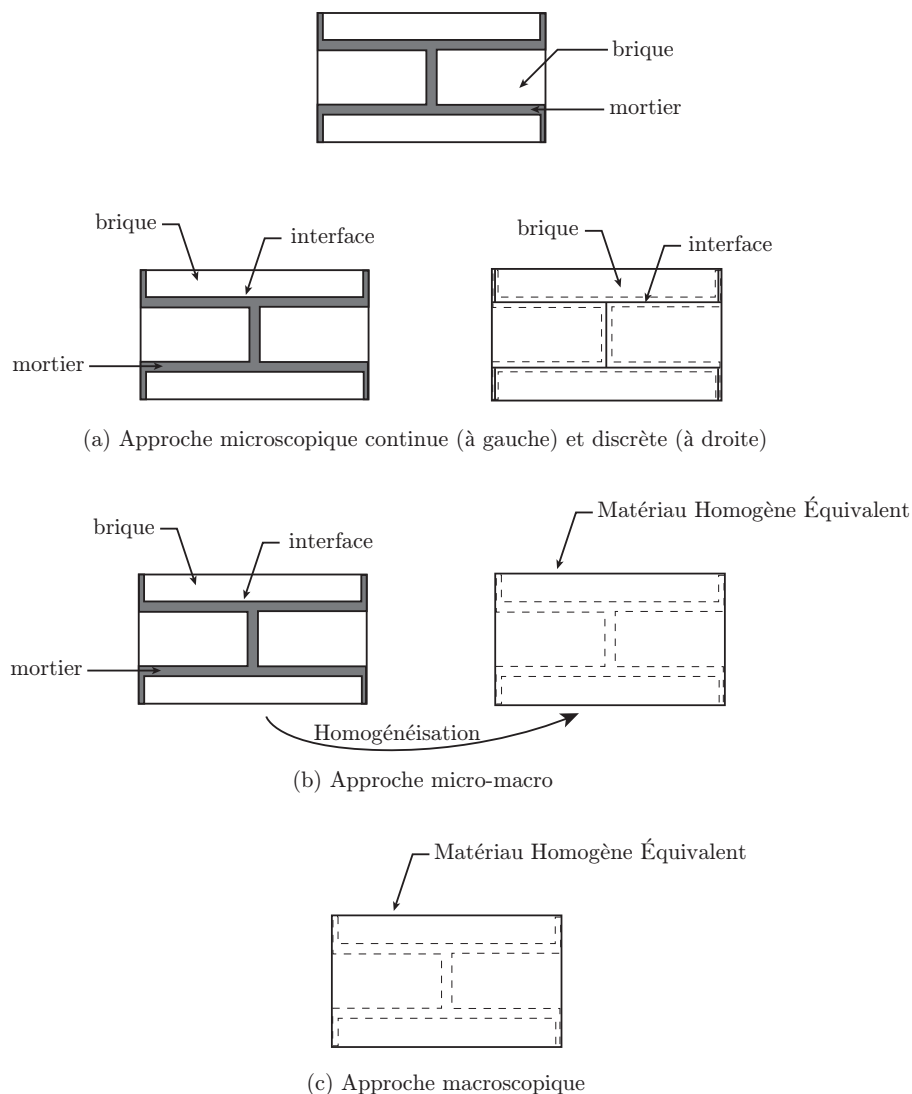 brique
mortier
brique
interface
mortier
brique
interface
(a) Approche microscopique continue (à gauche) et discrète (à droite)
brique
interface
mortier
Matériau Homogène Équivalent
Homogénéisation
(b) Approche micro-macro
Matériau Homogène Équivalent
(c) Approche macroscopique